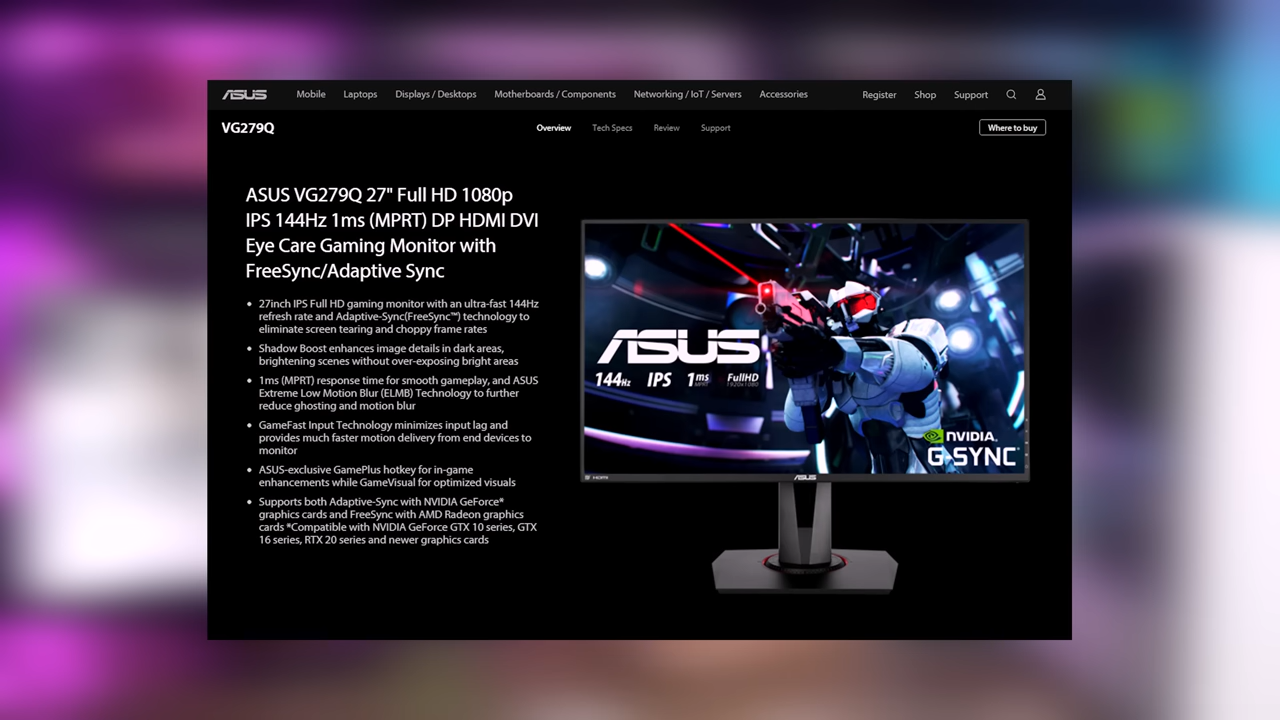 ASUS Mobile Laptops Displays / Desktops Motherboards / Components Networking / IoT / Servers Accessories Register Shop Support
VG279Q Overview Tech Specs Review Support Where to buy
ASUS VG279Q 27" Full HD 1080p
IPS 144Hz 1ms (MPRT) DP HDMI DVI
Eye Care Gaming Monitor with
FreeSync/Adaptive Sync
• 27inch IPS Full HD gaming monitor with an ultra-fast 144Hz
refresh rate and Adaptive-Sync(FreeSync™) technology to
eliminate screen tearing and choppy frame rates
• Shadow Boost enhances image details in dark areas,
brightening scenes without over-exposing bright areas
• 1ms (MPRT) response time for smooth gameplay, and ASUS
Extreme Low Motion Blur (ELMB) Technology to further
reduce ghosting and motion blur
• GameFast Input Technology minimizes input lag and
provides much faster motion delivery from end devices to
monitor
• ASUS-exclusive GamePlus hotkey for in-game
enhancements while GameVisual for optimized visuals
• Supports both Adaptive-Sync with NVIDIA GeForce*
graphics cards and FreeSync with AMD Radeon graphics
cards *Compatible with NVIDIA GeForce GTX 10 series, GTX
16 series, RTX 20 series and newer graphics cards
ASUS
144Hz IPS 1ms MPRT FullHD 1920x1080
NVIDIA.
G-SYNC
HDMI ASUS